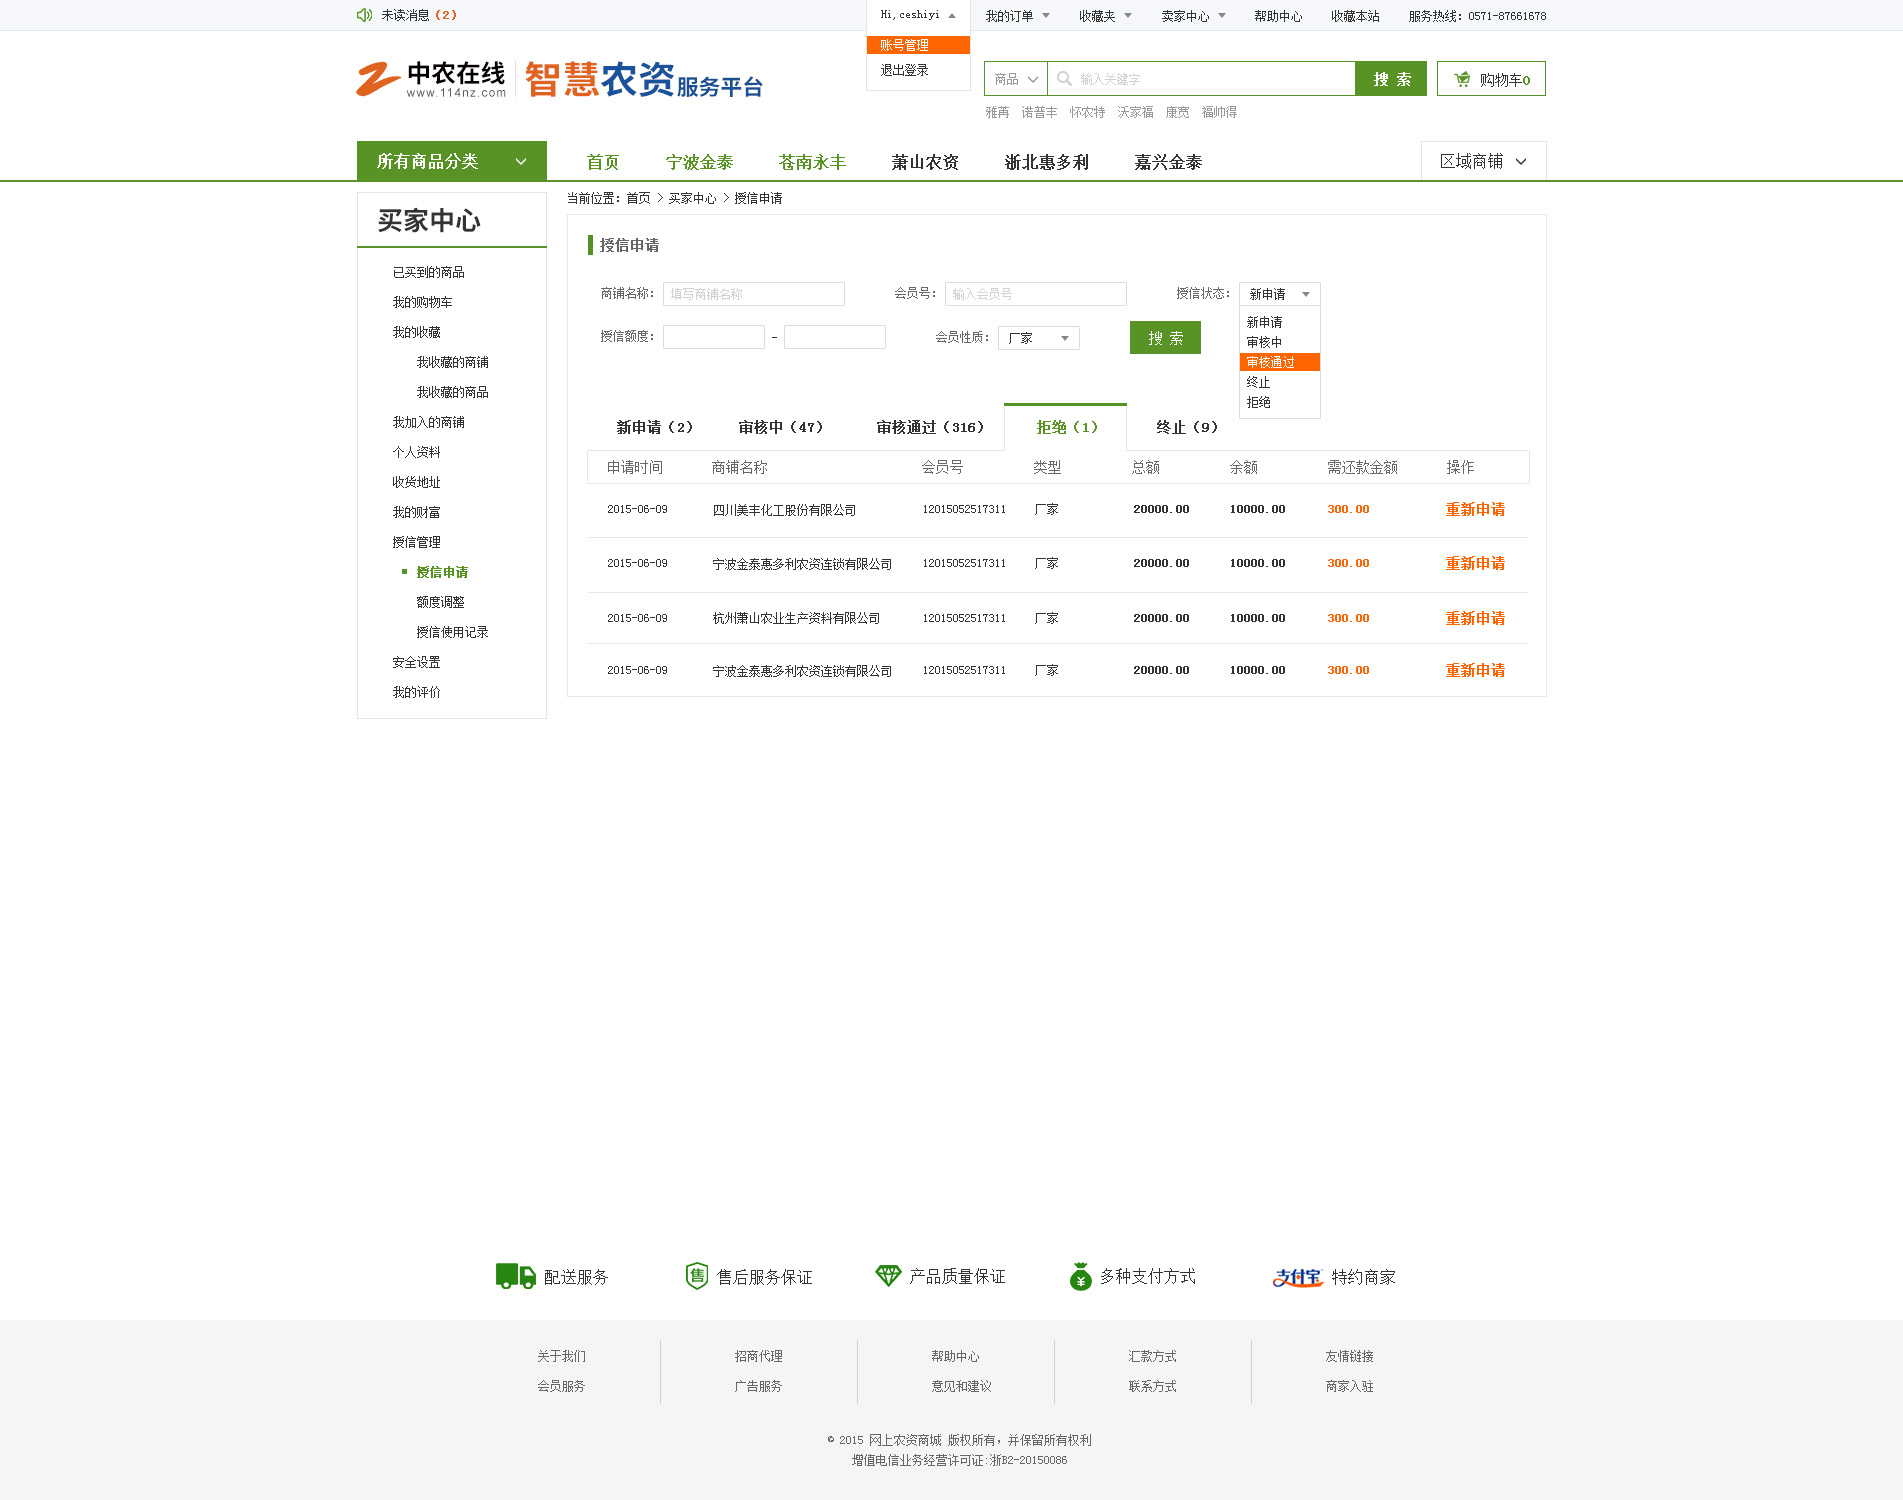 未读消息（2） Hi, ceshiyi 我的订单 收藏夹 卖家中心 帮助中心 收藏本站 服务热线：0571-87661678
账号管理
退出登录
中农在线 智慧农资服务平台
www.114nz.com
商品 输入关键字 搜 索 购物车0
雅苒 诺普丰 怀农特 沃家福 康宽 福帅得
所有商品分类 首页 宁波金泰 苍南永丰 萧山农资 浙北惠多利 嘉兴金泰 区域商铺
当前位置：首页 > 买家中心 > 授信申请
买家中心
已买到的商品
我的购物车
我的收藏
我收藏的商铺
我收藏的商品
我加入的商铺
个人资料
收货地址
我的财富
授信管理
授信申请
额度调整
授信使用记录
安全设置
我的评价
授信申请
商铺名称： 填写商铺名称 会员号： 输入会员号 授信状态： 新申请
授信额度： - 会员性质： 厂家 搜 索
新申请
审核中
审核通过
终止
拒绝
新申请（2） 审核中（47） 审核通过（316） 拒绝（1） 终止（9）
申请时间 商铺名称 会员号 类型 总额 余额 需还款金额 操作
2015-06-09 四川美丰化工股份有限公司 12015052517311 厂家 20000.00 10000.00 300.00 重新申请
2015-06-09 宁波金泰惠多利农资连锁有限公司 12015052517311 厂家 20000.00 10000.00 300.00 重新申请
2015-06-09 杭州萧山农业生产资料有限公司 12015052517311 厂家 20000.00 10000.00 300.00 重新申请
2015-06-09 宁波金泰惠多利农资连锁有限公司 12015052517311 厂家 20000.00 10000.00 300.00 重新申请
配送服务 售 售后服务保证 产品质量保证 ¥ 多种支付方式 支付宝 特约商家
关于我们 招商代理 帮助中心 汇款方式 友情链接
会员服务 广告服务 意见和建议 联系方式 商家入驻
© 2015 网上农资商城 版权所有，并保留所有权利
增值电信业务经营许可证:浙B2-20150086